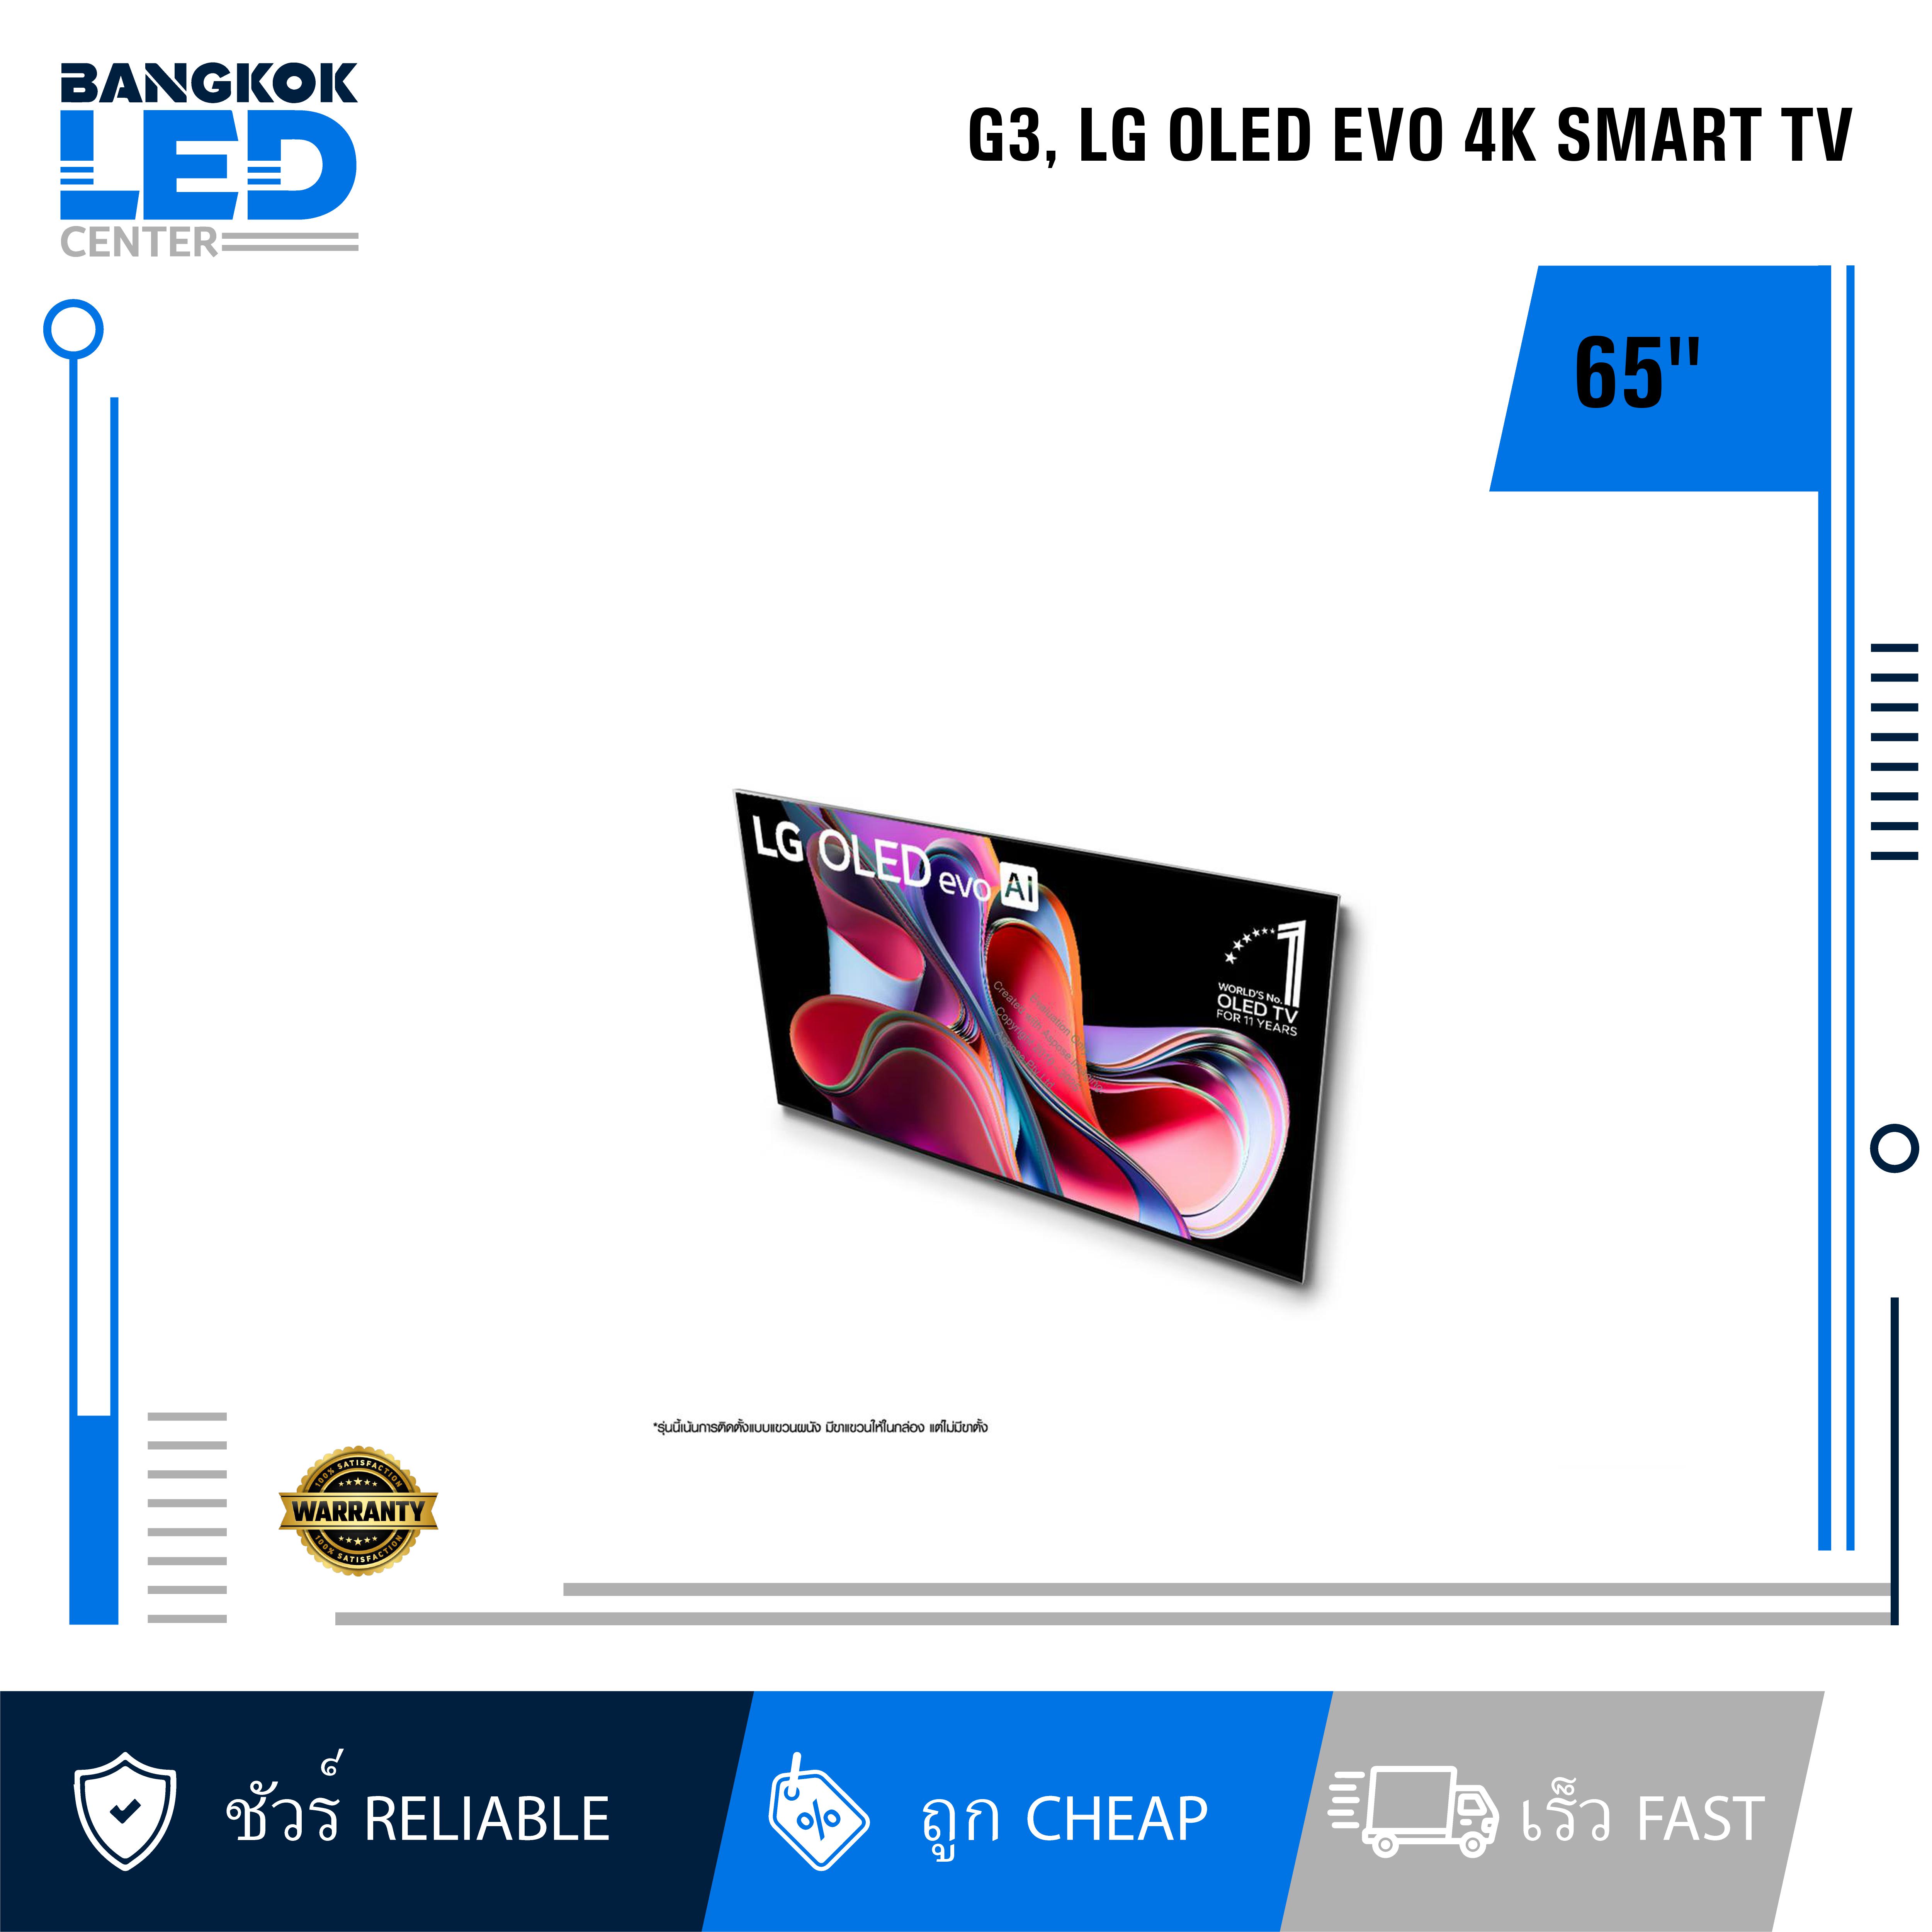 BANGKOK
LED
CENTER
G3, LG OLED EVO 4K SMART TV
65"
LG OLED evo AI
1
WORLD'S No.
OLED TV
FOR 11 YEARS
*รุ่นนี้เน้นการติดตั้งแบบแขวนผนัง มีขาแขวนให้ในกล่อง แต่ไม่มีขาตั้ง
100% SATISFACTION
WARRANTY
100% SATISFACTION
ชัวร์ RELIABLE
% ถูก CHEAP
เร็ว FAST